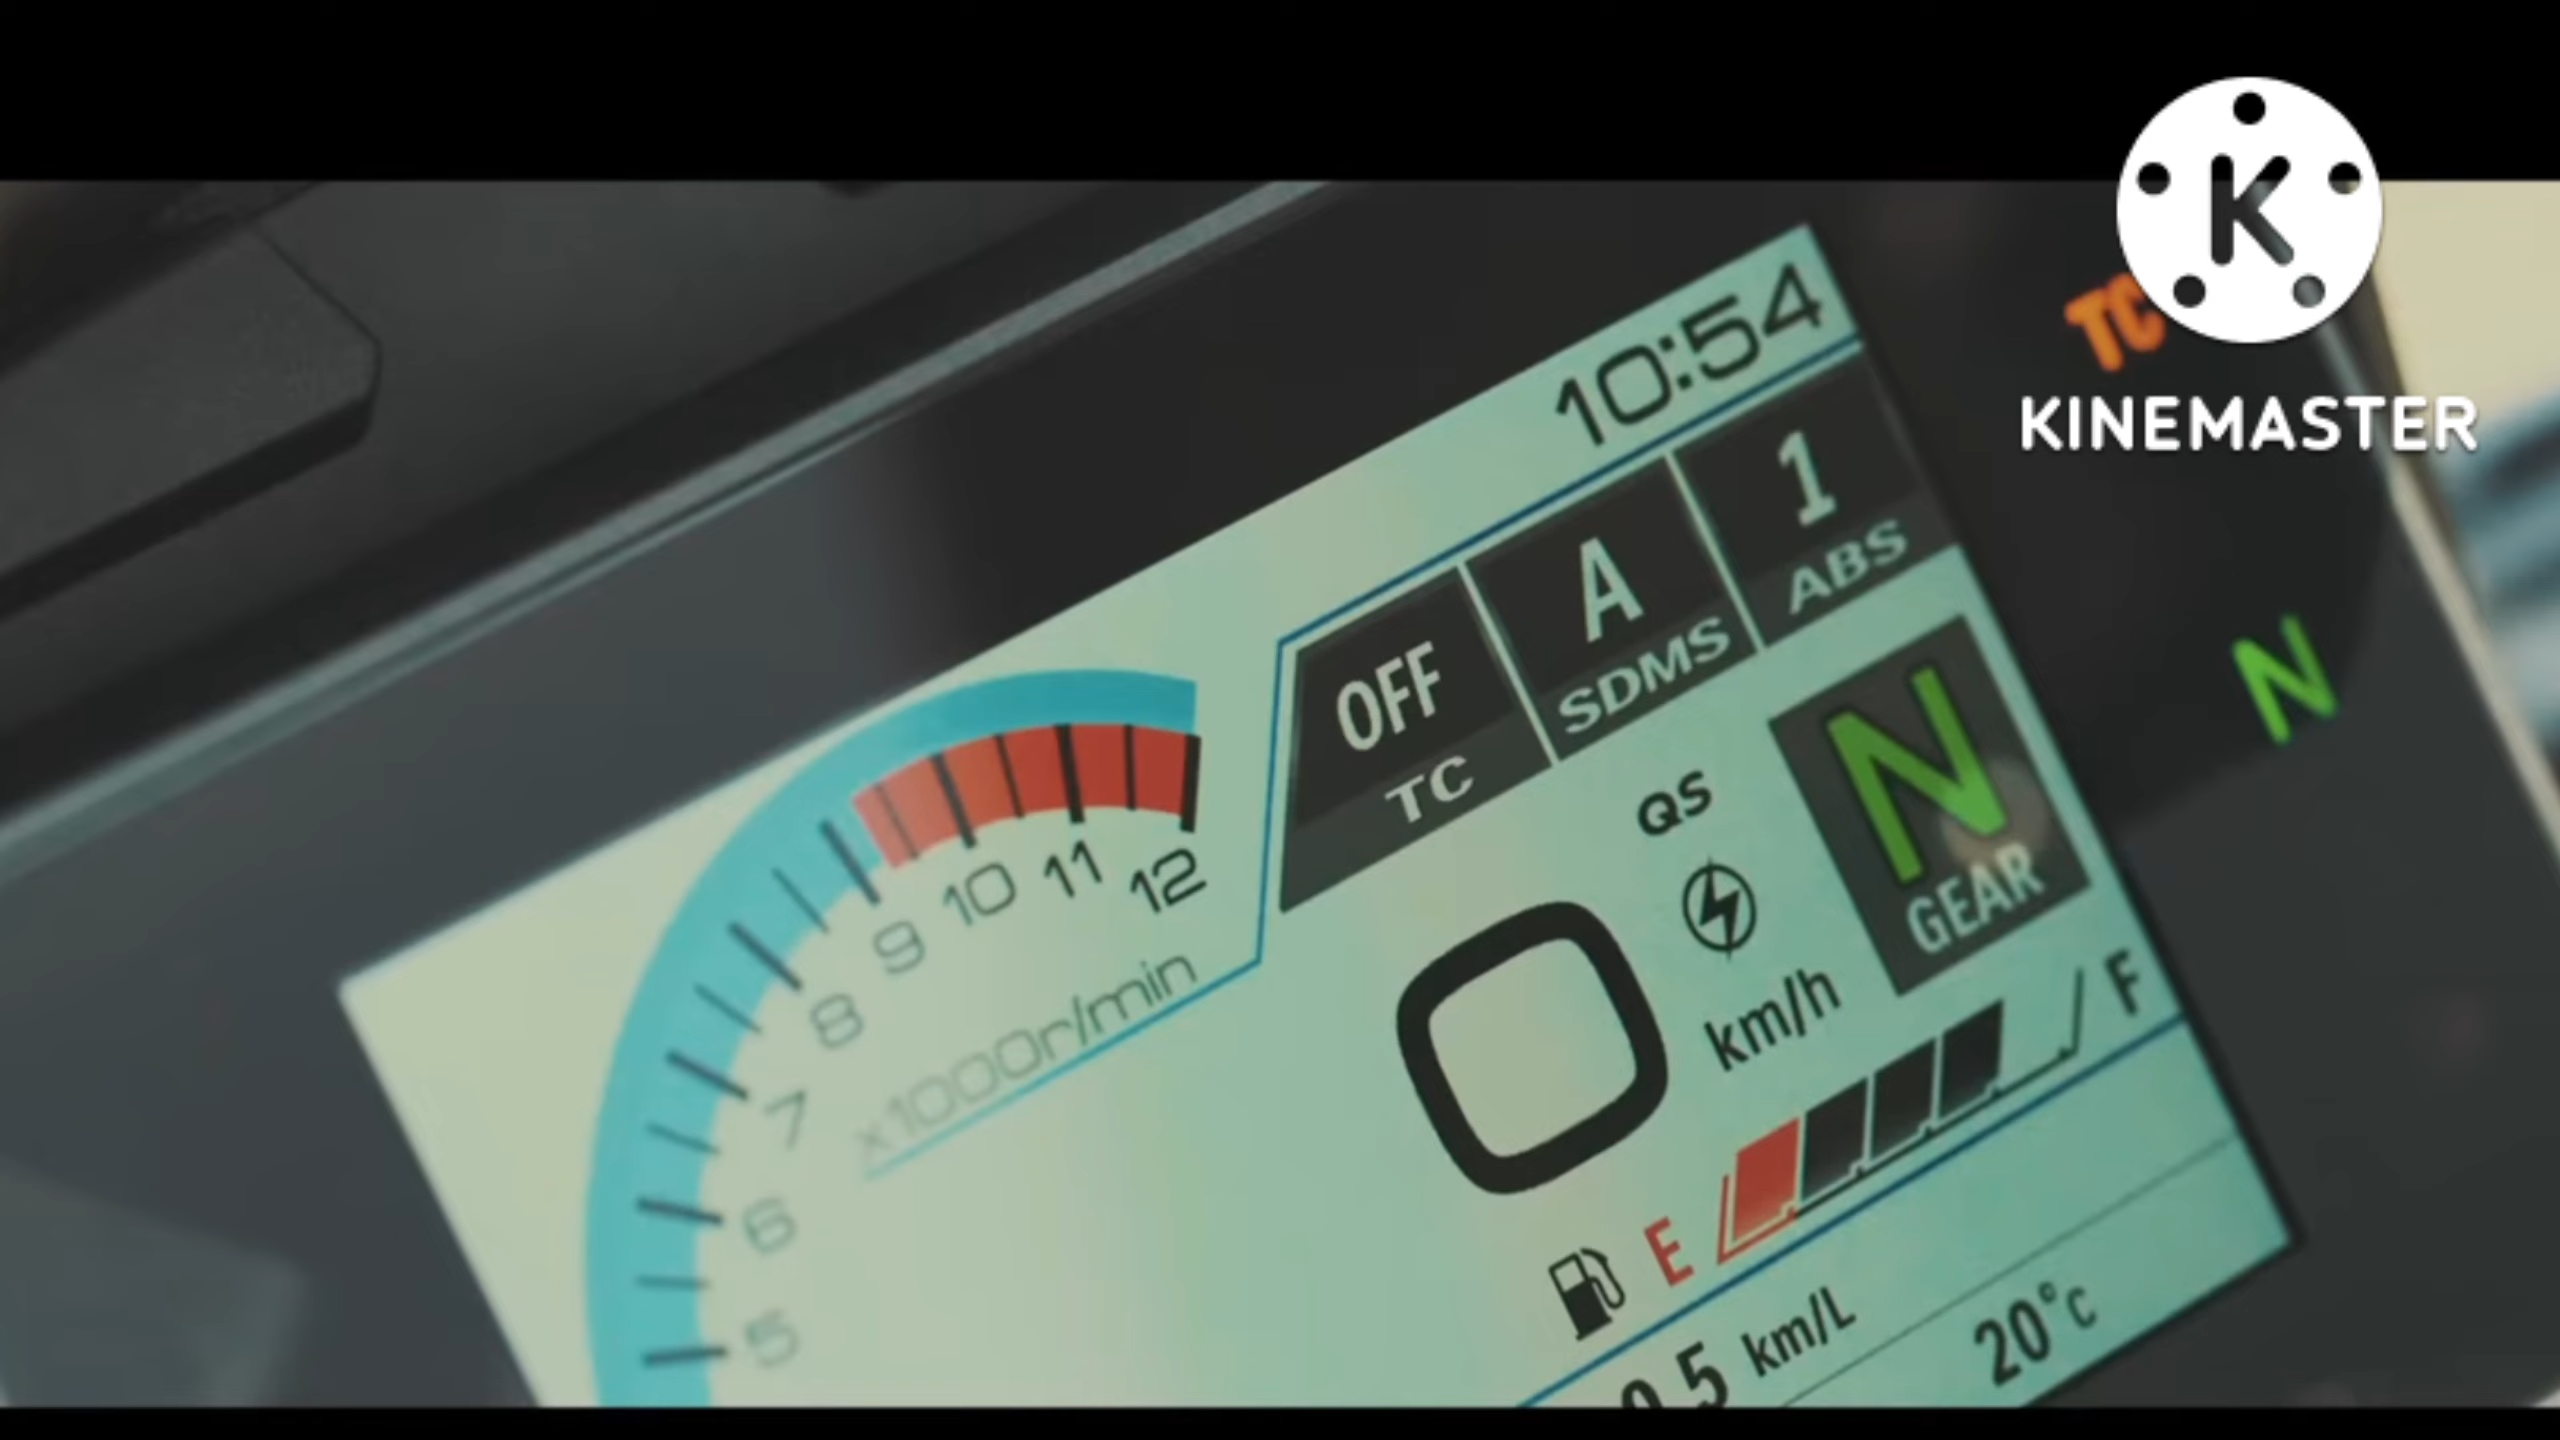 K
KINEMASTER
TC
10:54
OFF
TC
A
SDMS
1
ABS
N
GEAR
N
QS
km/h
0
12
11
10
9
8
7
6
5
x1000r/min
E
F
km/L
20°C